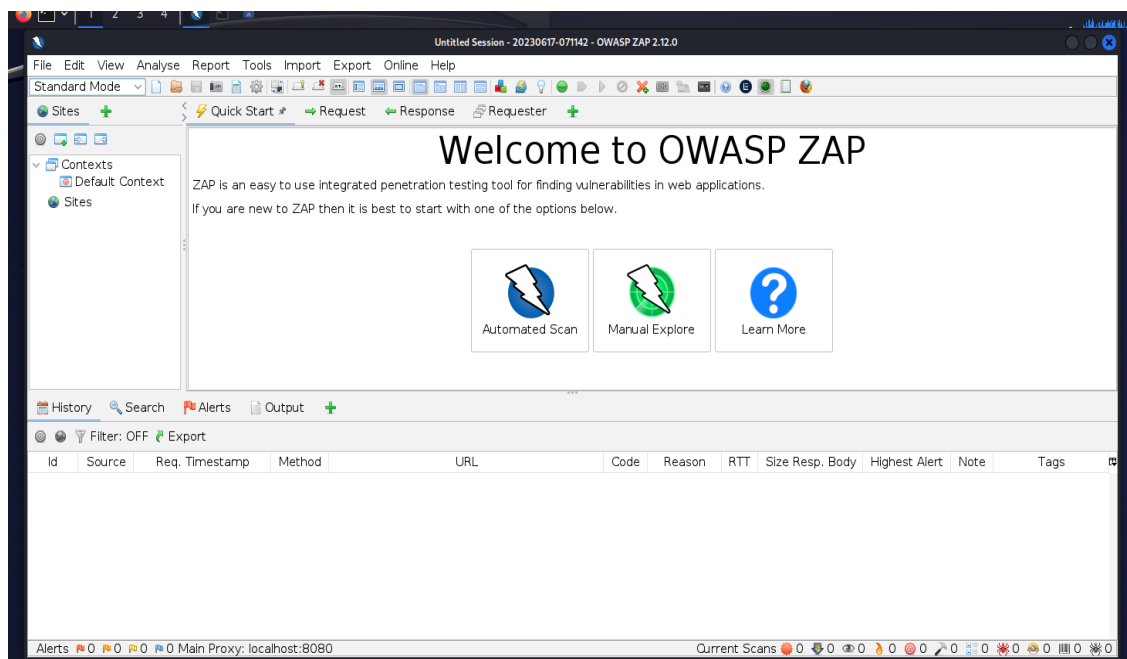 1 2 3 4
Untitled Session - 20230617-071142 - OWASP ZAP 2.12.0
File Edit View Analyse Report Tools Import Export Online Help
Standard Mode
Sites
Quick Start Request Response Requester
Contexts
Default Context
Sites
Welcome to OWASP ZAP
ZAP is an easy to use integrated penetration testing tool for finding vulnerabilities in web applications.
If you are new to ZAP then it is best to start with one of the options below.
Automated Scan Manual Explore Learn More
History Search Alerts Output
Filter: OFF Export
Id Source Req. Timestamp Method URL Code Reason RTT Size Resp. Body Highest Alert Note Tags
Alerts 0 0 0 0 Main Proxy: localhost:8080 Current Scans 0 0 0 0 0 0 0 0 0 0 0